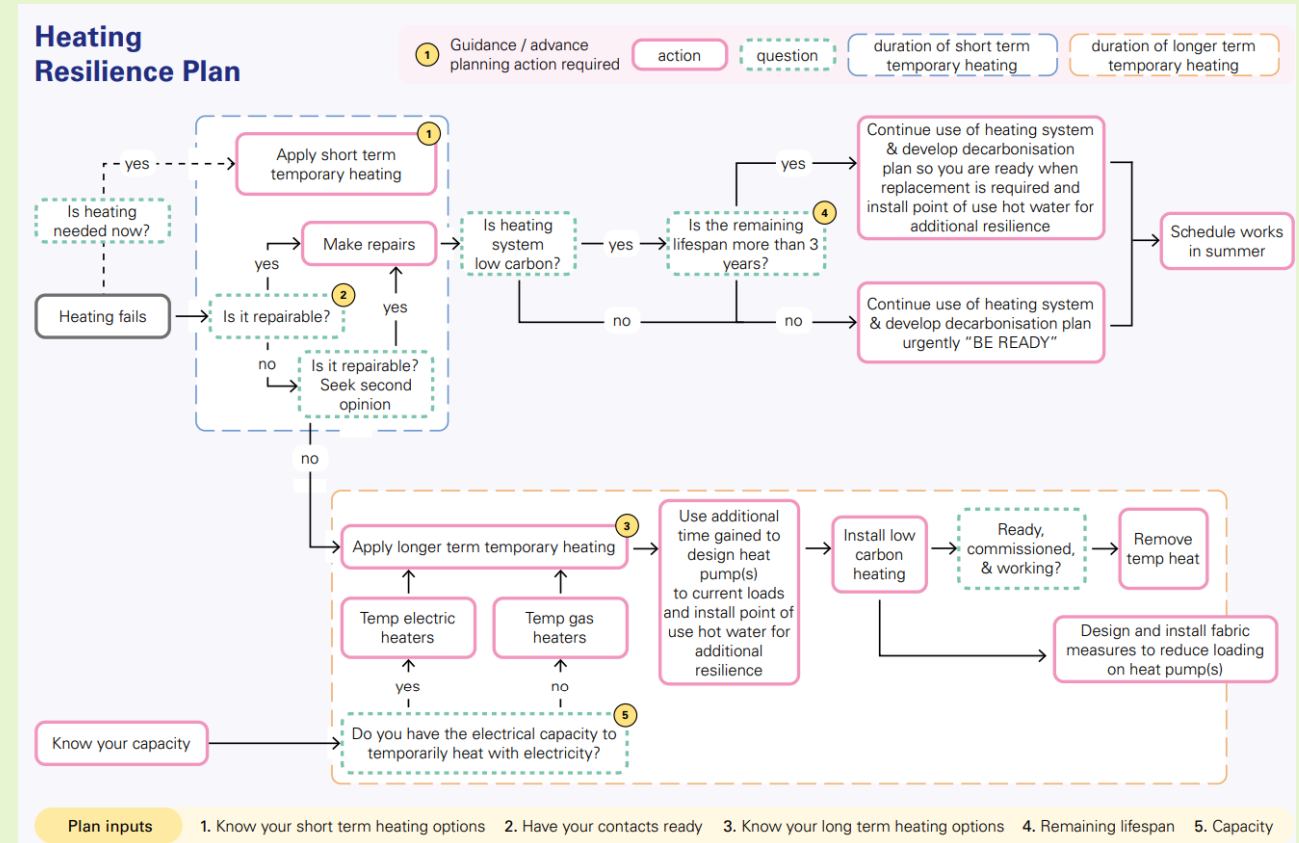 Heating
Resilience Plan
1
Guidance / advance
planning action required
action
question
duration of short term
temporary heating
duration of longer term
temporary heating
yes
Is heating
needed now?
Heating fails
1
Apply short term
temporary heating
Make repairs
yes
2
Is it repairable?
yes
no
Is it repairable?
Seek second
opinion
no
Is heating
system
low carbon?
yes
4
Is the remaining
lifespan more than 3
years?
yes
no
no
Continue use of heating system
& develop decarbonisation
plan so you are ready when
replacement is required and
install point of use hot water for
additional resilience
Continue use of heating system
& develop decarbonisation plan
urgently “BE READY”
Schedule works
in summer
3
Apply longer term temporary heating
Temp electric
heaters
Temp gas
heaters
yes
no
5
Do you have the electrical capacity to
temporarily heat with electricity?
Know your capacity
Use additional
time gained to
design heat
pump(s)
to current loads
and install point of
use hot water for
additional
resilience
Install low
carbon
heating
Ready,
commissioned,
& working?
Remove
temp heat
Design and install fabric
measures to reduce loading
on heat pump(s)
Plan inputs
1. Know your short term heating options 2. Have your contacts ready 3. Know your long term heating options 4. Remaining lifespan 5. Capacity